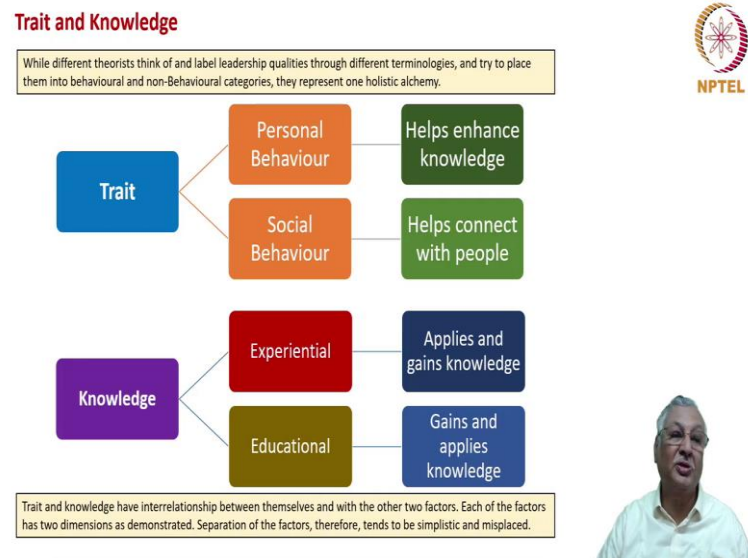 Trait and Knowledge
While different theorists think of and label leadership qualities through different terminologies, and try to place
them into behavioural and non-Behavioural categories, they represent one holistic alchemy.
NPTEL
Trait
Personal
Behaviour
Helps enhance
knowledge
Social
Behaviour
Helps connect
with people
Knowledge
Experiential
Applies and
gains knowledge
Educational
Gains and
applies
knowledge
Trait and knowledge have interrelationship between themselves and with the other two factors. Each of the factors
has two dimensions as demonstrated. Separation of the factors, therefore, tends to be simplistic and misplaced.